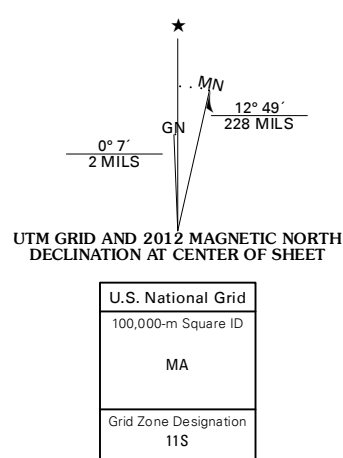 ★
MN
12° 49´
228 MILS
GN
0° 7´
2 MILS
UTM GRID AND 2012 MAGNETIC NORTH
DECLINATION AT CENTER OF SHEET
U.S. National Grid
100,000-m Square ID
MA
Grid Zone Designation
11S